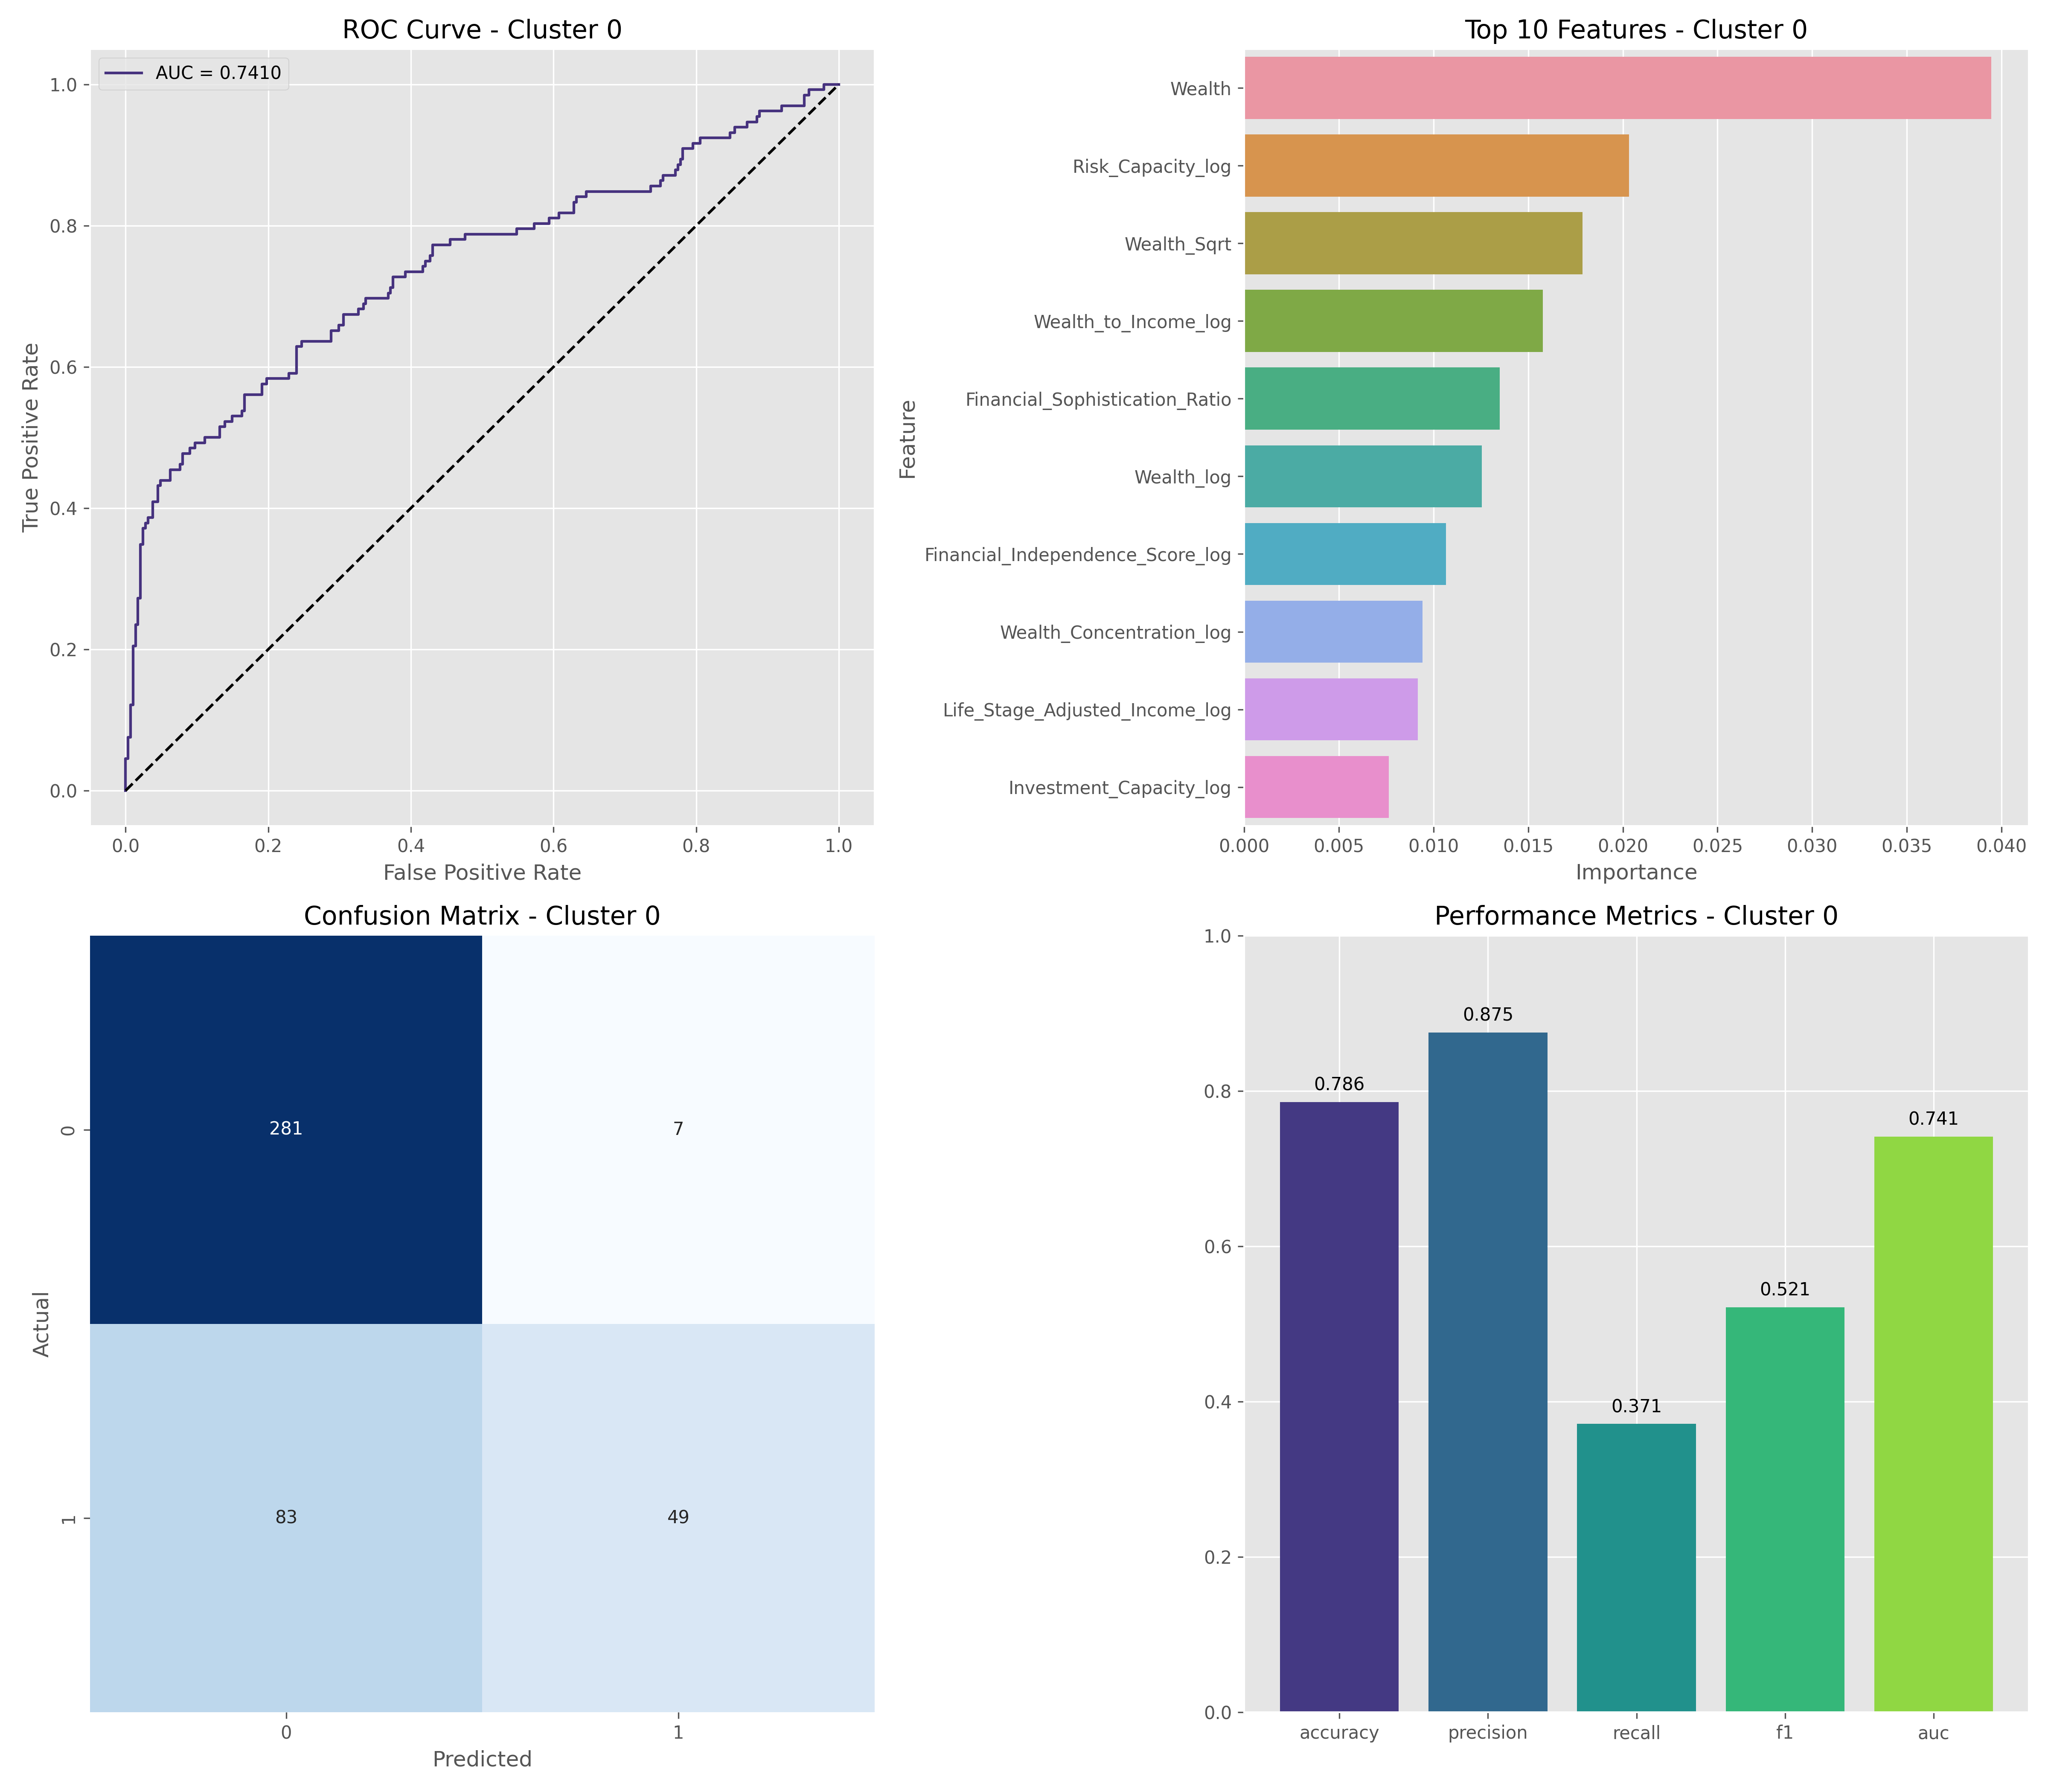 ROC Curve - Cluster 0
AUC = 0.7410
1.0
0.8
0.6
0.4
0.2
0.0
True Positive Rate
0.0 0.2 0.4 0.6 0.8 1.0
False Positive Rate
Top 10 Features - Cluster 0
Feature
Wealth
Risk_Capacity_log
Wealth_Sqrt
Wealth_to_Income_log
Financial_Sophistication_Ratio
Wealth_log
Financial_Independence_Score_log
Wealth_Concentration_log
Life_Stage_Adjusted_Income_log
Investment_Capacity_log
0.000 0.005 0.010 0.015 0.020 0.025 0.030 0.035 0.040
Importance
Confusion Matrix - Cluster 0
Actual
0
281 7
1
83 49
0 1
Predicted
Performance Metrics - Cluster 0
1.0
0.8
0.6
0.4
0.2
0.0
0.786
0.875
0.371
0.521
0.741
accuracy precision recall f1 auc